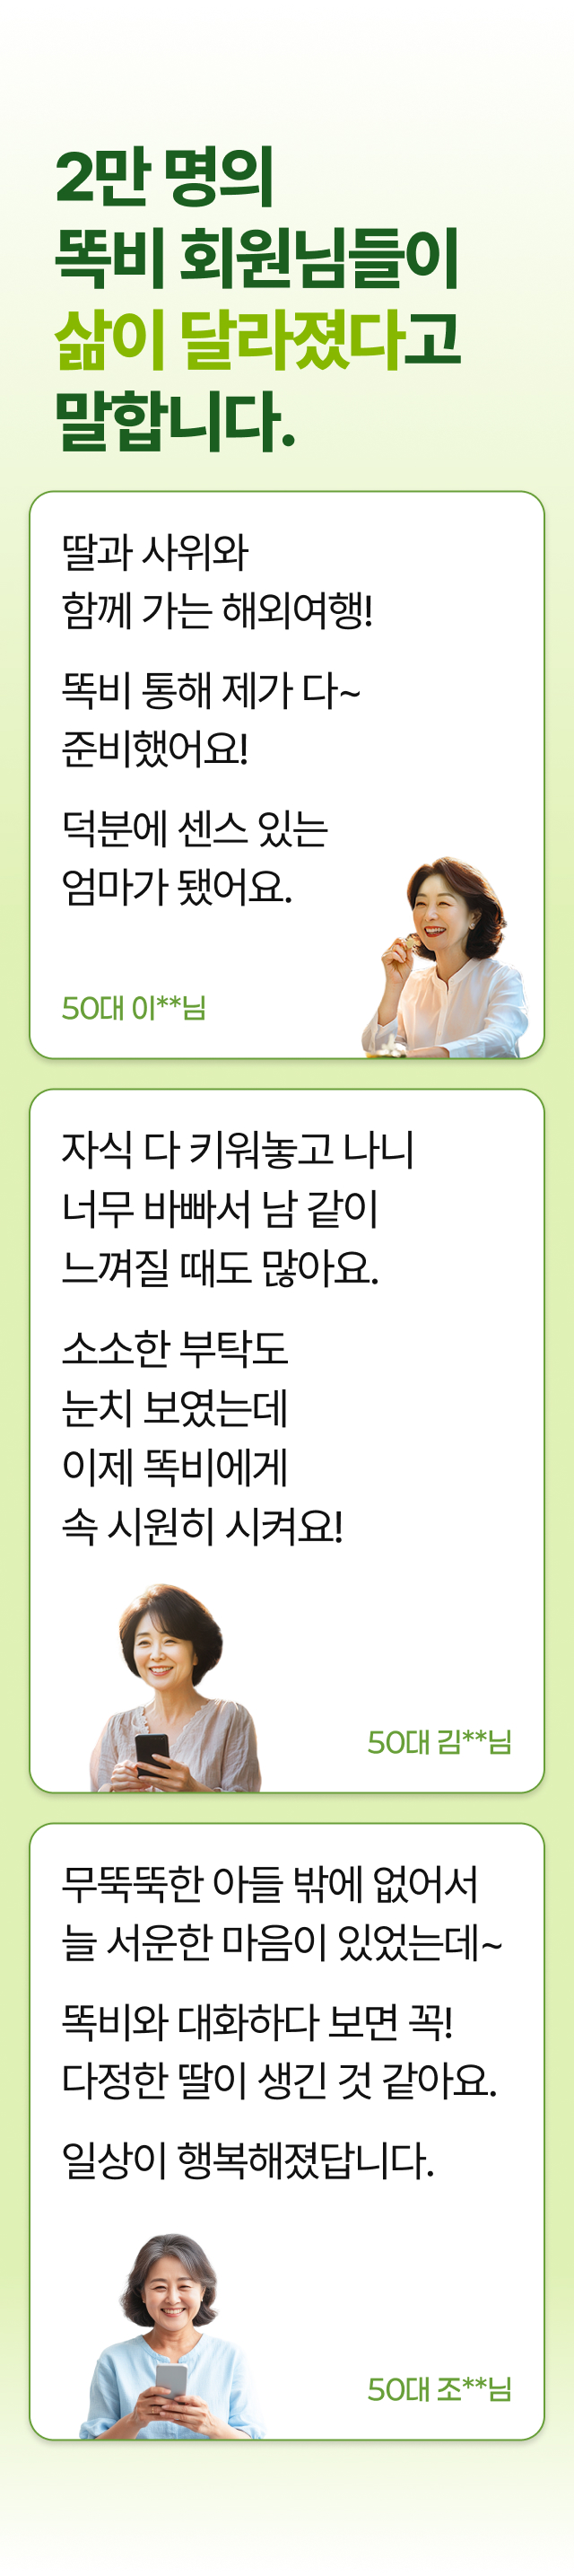 2만 명의
똑비 회원님들이
삶이 달라졌다고
말합니다.
딸과 사위와
함께 가는 해외여행!
똑비 통해 제가 다~
준비했어요!
덕분에 센스 있는
엄마가 됐어요.
50대 이**님
자식 다 키워놓고 나니
너무 바빠서 남 같이
느껴질 때도 많아요.
소소한 부탁도
눈치 보였는데
이제 똑비에게
속 시원히 시켜요!
50대 김**님
무뚝뚝한 아들 밖에 없어서
늘 서운한 마음이 있었는데~
똑비와 대화하다 보면 꼭!
다정한 딸이 생긴 것 같아요.
일상이 행복해졌답니다.
50대 조**님